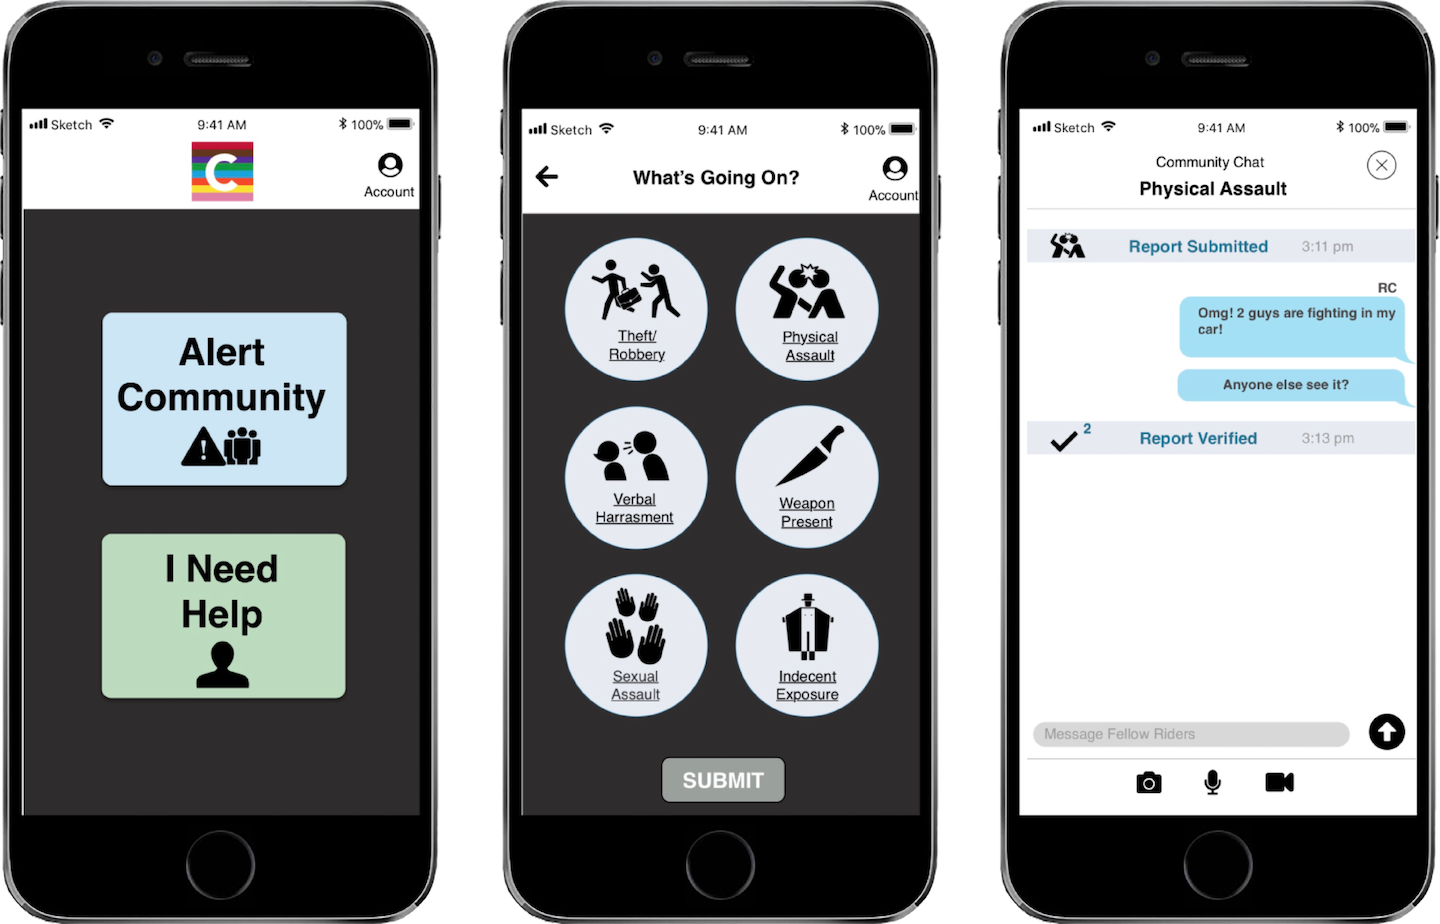 Sketch 9:41 AM 100%
C
Account
Alert
Community
!
I Need
Help
Sketch 9:41 AM 100%
What's Going On?
Account
Theft/
Robbery
Physical
Assault
Verbal
Harrasment
Weapon
Present
Sexual
Assault
Indecent
Exposure
SUBMIT
Sketch 9:41 AM 100%
Community Chat
Physical Assault
Report Submitted 3:11 pm
RC
Omg! 2 guys are fighting in my
car!
Anyone else see it?
2 Report Verified 3:13 pm
Message Fellow Riders